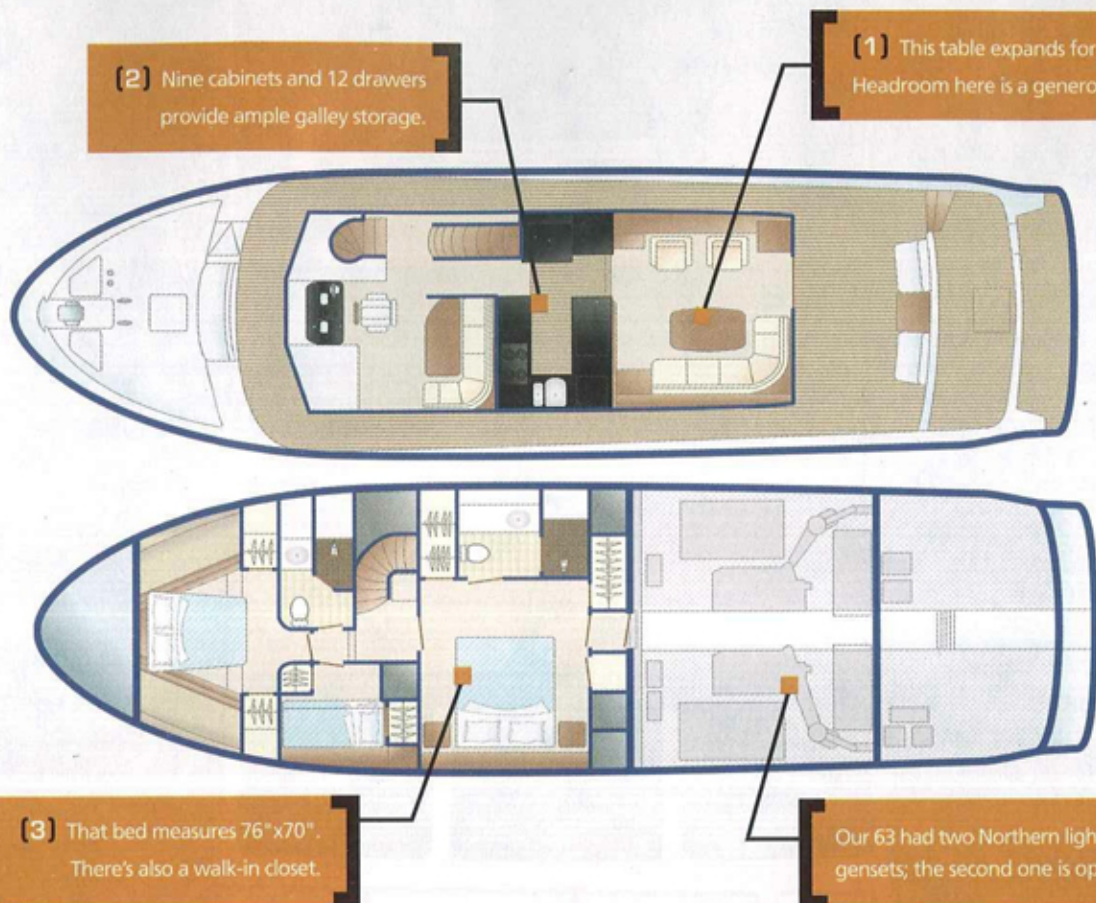 (2) Nine cabinets and 12 drawers
provide ample galley storage.
(1) This table expands for
Headroom here is a
(3) That bed measures 76"x70".
There's also a walk-in closet.
Our 63 had two Northern
gensets; the second one is